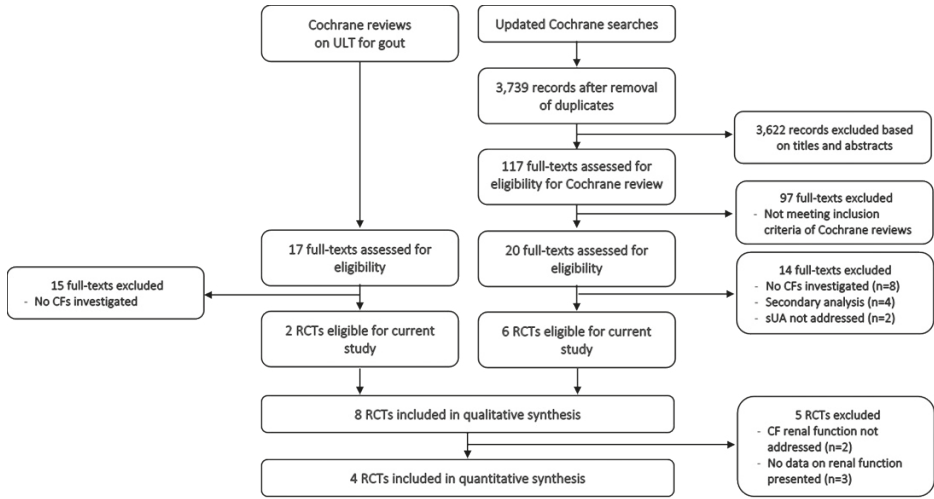 Cochrane reviews
on ULT for gout
Updated Cochrane searches
3,739 records after removal
of duplicates
3,622 records excluded based
on titles and abstracts
117 full-texts assessed for
eligibility for Cochrane review
97 full-texts excluded
- Not meeting inclusion
criteria of Cochrane reviews
17 full-texts assessed for
eligibility
20 full-texts assessed for
eligibility
15 full-texts excluded
- No CFs investigated
14 full-texts excluded
- No CFs investigated (n=8)
- Secondary analysis (n=4)
- sUA not addressed (n=2)
2 RCTs eligible for current
study
6 RCTs eligible for current
study
8 RCTs included in qualitative synthesis
5 RCTs excluded
- CF renal function not
addressed (n=2)
- No data on renal function
presented (n=3)
4 RCTs included in quantitative synthesis